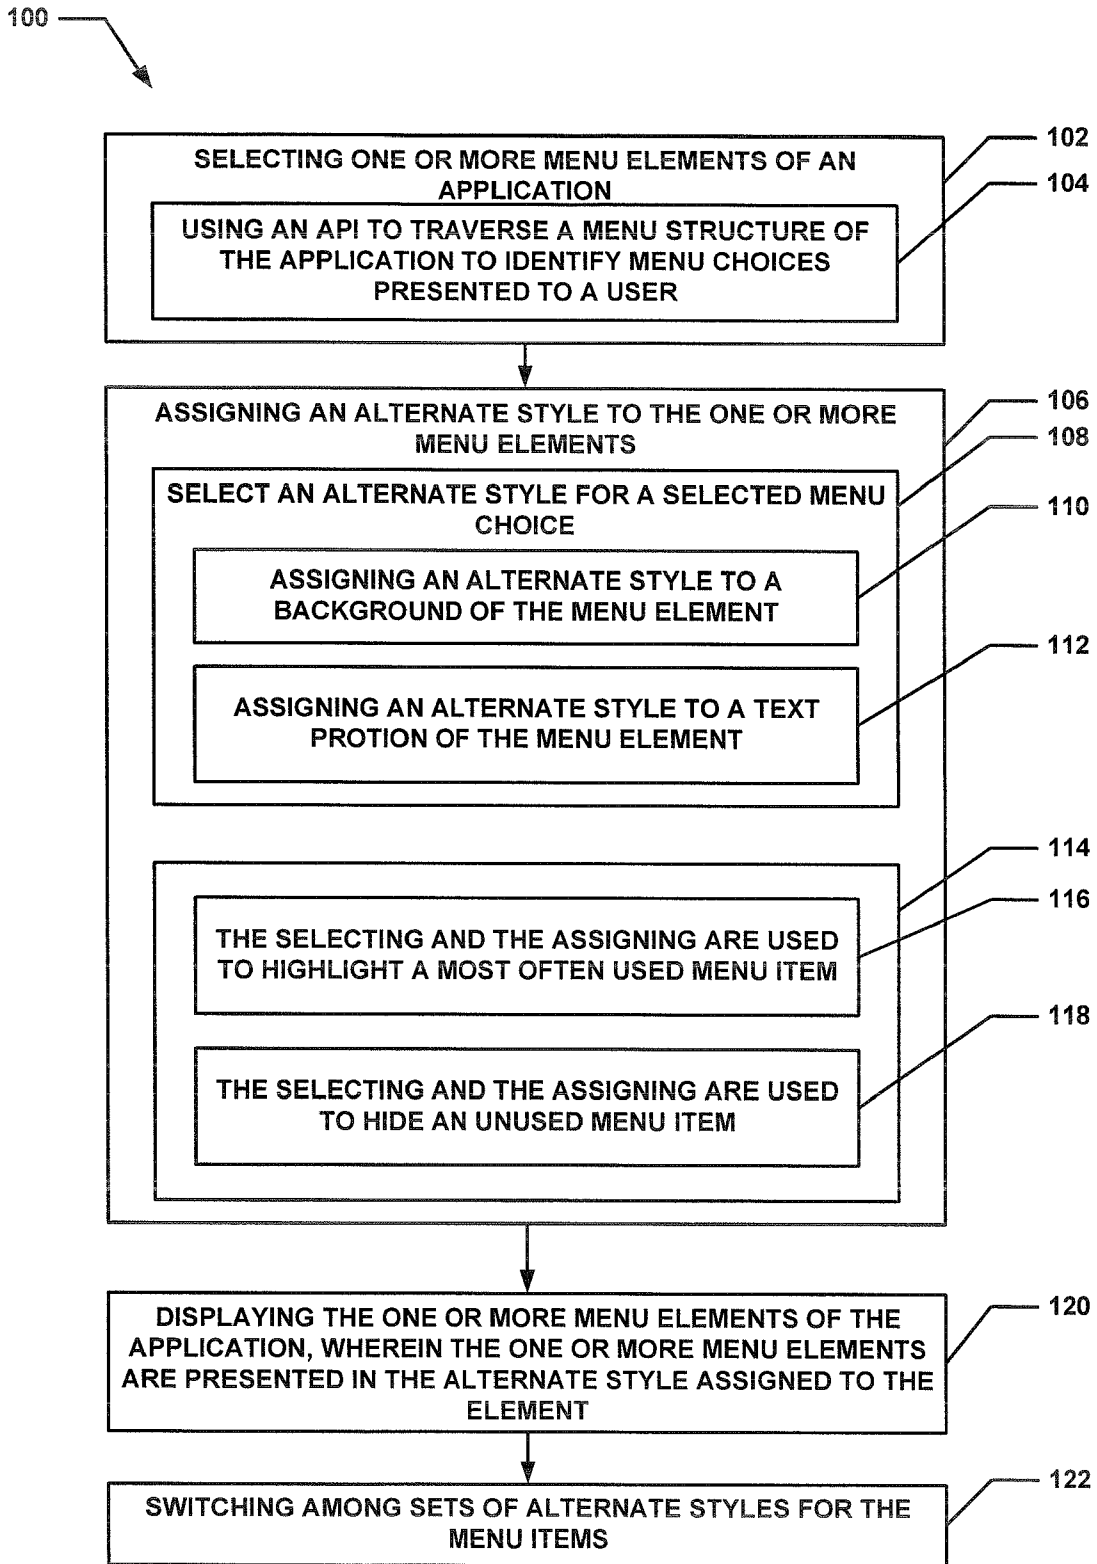 100
102
SELECTING ONE OR MORE MENU ELEMENTS OF AN
APPLICATION
104
USING AN API TO TRAVERSE A MENU STRUCTURE OF
THE APPLICATION TO IDENTIFY MENU CHOICES
PRESENTED TO A USER
106
ASSIGNING AN ALTERNATE STYLE TO THE ONE OR MORE
MENU ELEMENTS
108
SELECT AN ALTERNATE STYLE FOR A SELECTED MENU
CHOICE
110
ASSIGNING AN ALTERNATE STYLE TO A
BACKGROUND OF THE MENU ELEMENT
112
ASSIGNING AN ALTERNATE STYLE TO A TEXT
PROTION OF THE MENU ELEMENT
114
116
THE SELECTING AND THE ASSIGNING ARE USED
TO HIGHLIGHT A MOST OFTEN USED MENU ITEM
118
THE SELECTING AND THE ASSIGNING ARE USED
TO HIDE AN UNUSED MENU ITEM
120
DISPLAYING THE ONE OR MORE MENU ELEMENTS OF THE
APPLICATION, WHEREIN THE ONE OR MORE MENU ELEMENTS
ARE PRESENTED IN THE ALTERNATE STYLE ASSIGNED TO THE
ELEMENT
122
SWITCHING AMONG SETS OF ALTERNATE STYLES FOR THE
MENU ITEMS